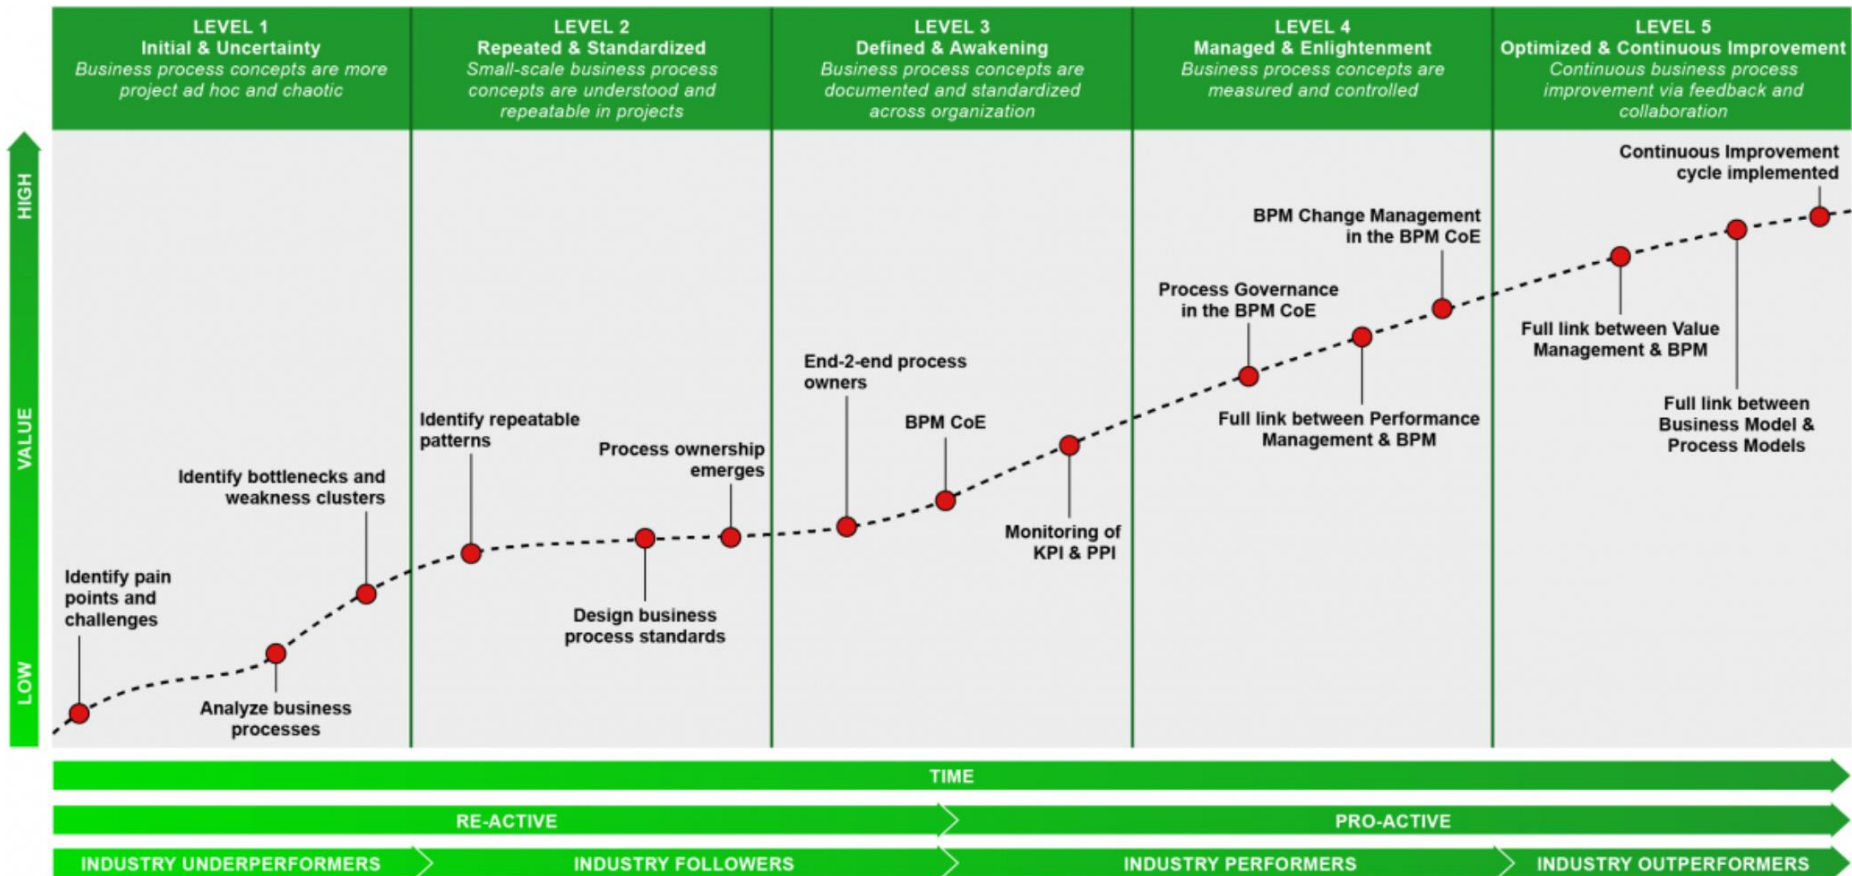 LEVEL 1
Initial & Uncertainty
Business process concepts are more
project ad hoc and chaotic
LEVEL 2
Repeated & Standardized
Small-scale business process
concepts are understood and
repeatable in projects
LEVEL 3
Defined & Awakening
Business process concepts are
documented and standardized
across organization
LEVEL 4
Managed & Enlightenment
Business process concepts are
measured and controlled
LEVEL 5
Optimized & Continuous Improvement
Continuous business process
improvement via feedback and
collaboration
HIGH
VALUE
LOW
Identify pain
points and
challenges
Analyze business
processes
Identify bottlenecks and
weakness clusters
Identify repeatable
patterns
Design business
process standards
Process ownership
emerges
End-2-end process
owners
BPM CoE
Monitoring of
KPI & PPI
Process Governance
in the BPM CoE
Full link between Performance
Management & BPM
BPM Change Management
in the BPM CoE
Full link between Value
Management & BPM
Full link between
Business Model &
Process Models
Continuous Improvement
cycle implemented
TIME
RE-ACTIVE
PRO-ACTIVE
INDUSTRY UNDERPERFORMERS
INDUSTRY FOLLOWERS
INDUSTRY PERFORMERS
INDUSTRY OUTPERFORMERS